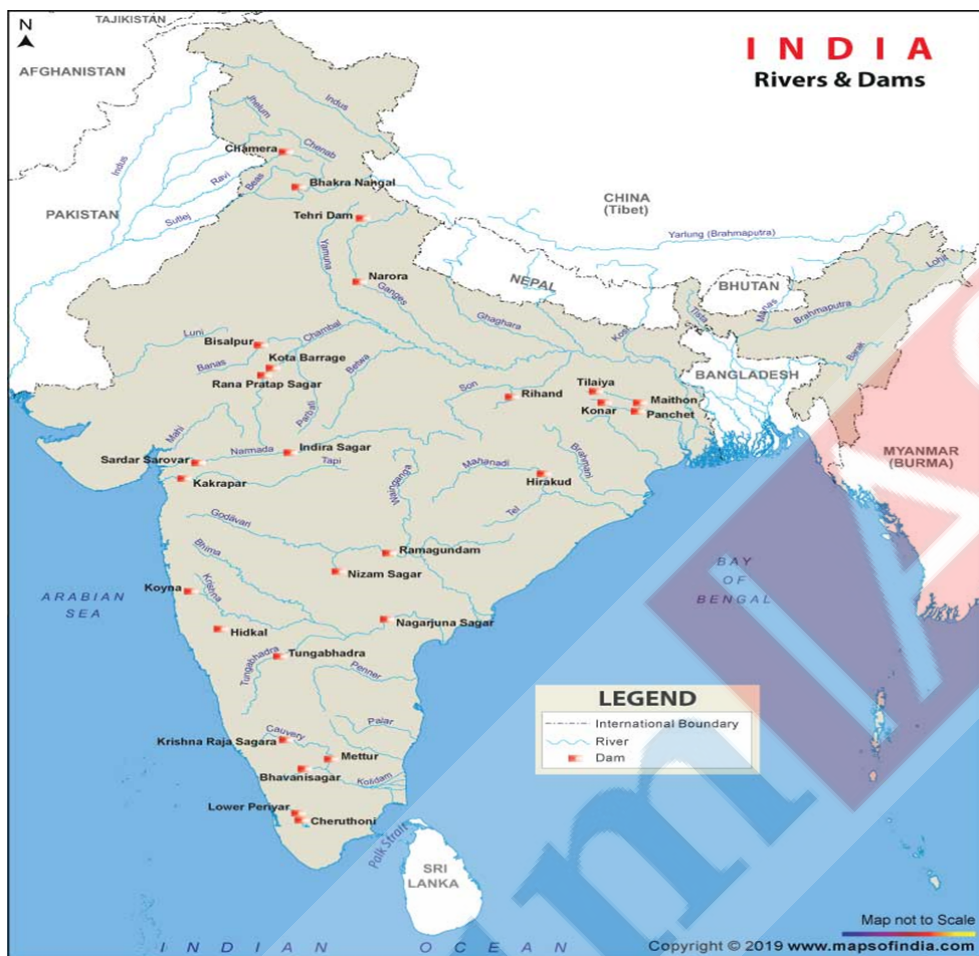 N
TAJIKISTAN
AFGHANISTAN
INDIA
Rivers & Dams
Jhelum
Indus
Chamera
Chenab
Indus
Ravi
Beas
Bhakra Nangal
PAKISTAN
Sutlej
CHINA
(Tibet)
Tehri Dam
Yarlung (Brahmaputra)
Yamuna
Narora
Ganges
NEPAL
BHUTAN
Lohit
Manas
Brahmaputra
Tista
Ghaghara
Kosi
Luni
Chambal
Bisalpur
Banas
Kota Barrage
Rana Pratap Sagar
Betwa
Barak
BANGLADESH
Son
Rihand
Tilaiya
Konar
Maithon
Panchet
Parbati
Mahi
Narmada
Indira Sagar
Sardar Sarovar
Tapi
Kakrapar
Wainganga
Mahanadi
Hirakud
Brahmani
MYANMAR
(BURMA)
Tel
Godavari
Ramagundam
Bhima
Nizam Sagar
Koyna
Krishna
ARABIAN
SEA
BAY
OF
BENGAL
Nagarjuna Sagar
Hidkal
Tungabhadra
Tungabhadra
Penner
Palar
LEGEND
International Boundary
River
Dam
Cauvery
Krishna Raja Sagara
Mettur
Bhavanisagar
Kollidam
Lower Periyar
Cheruthoni
Palk Strait
SRI
LANKA
Map not to Scale
INDIAN OCEAN
Copyright © 2019 www.mapsofindia.com